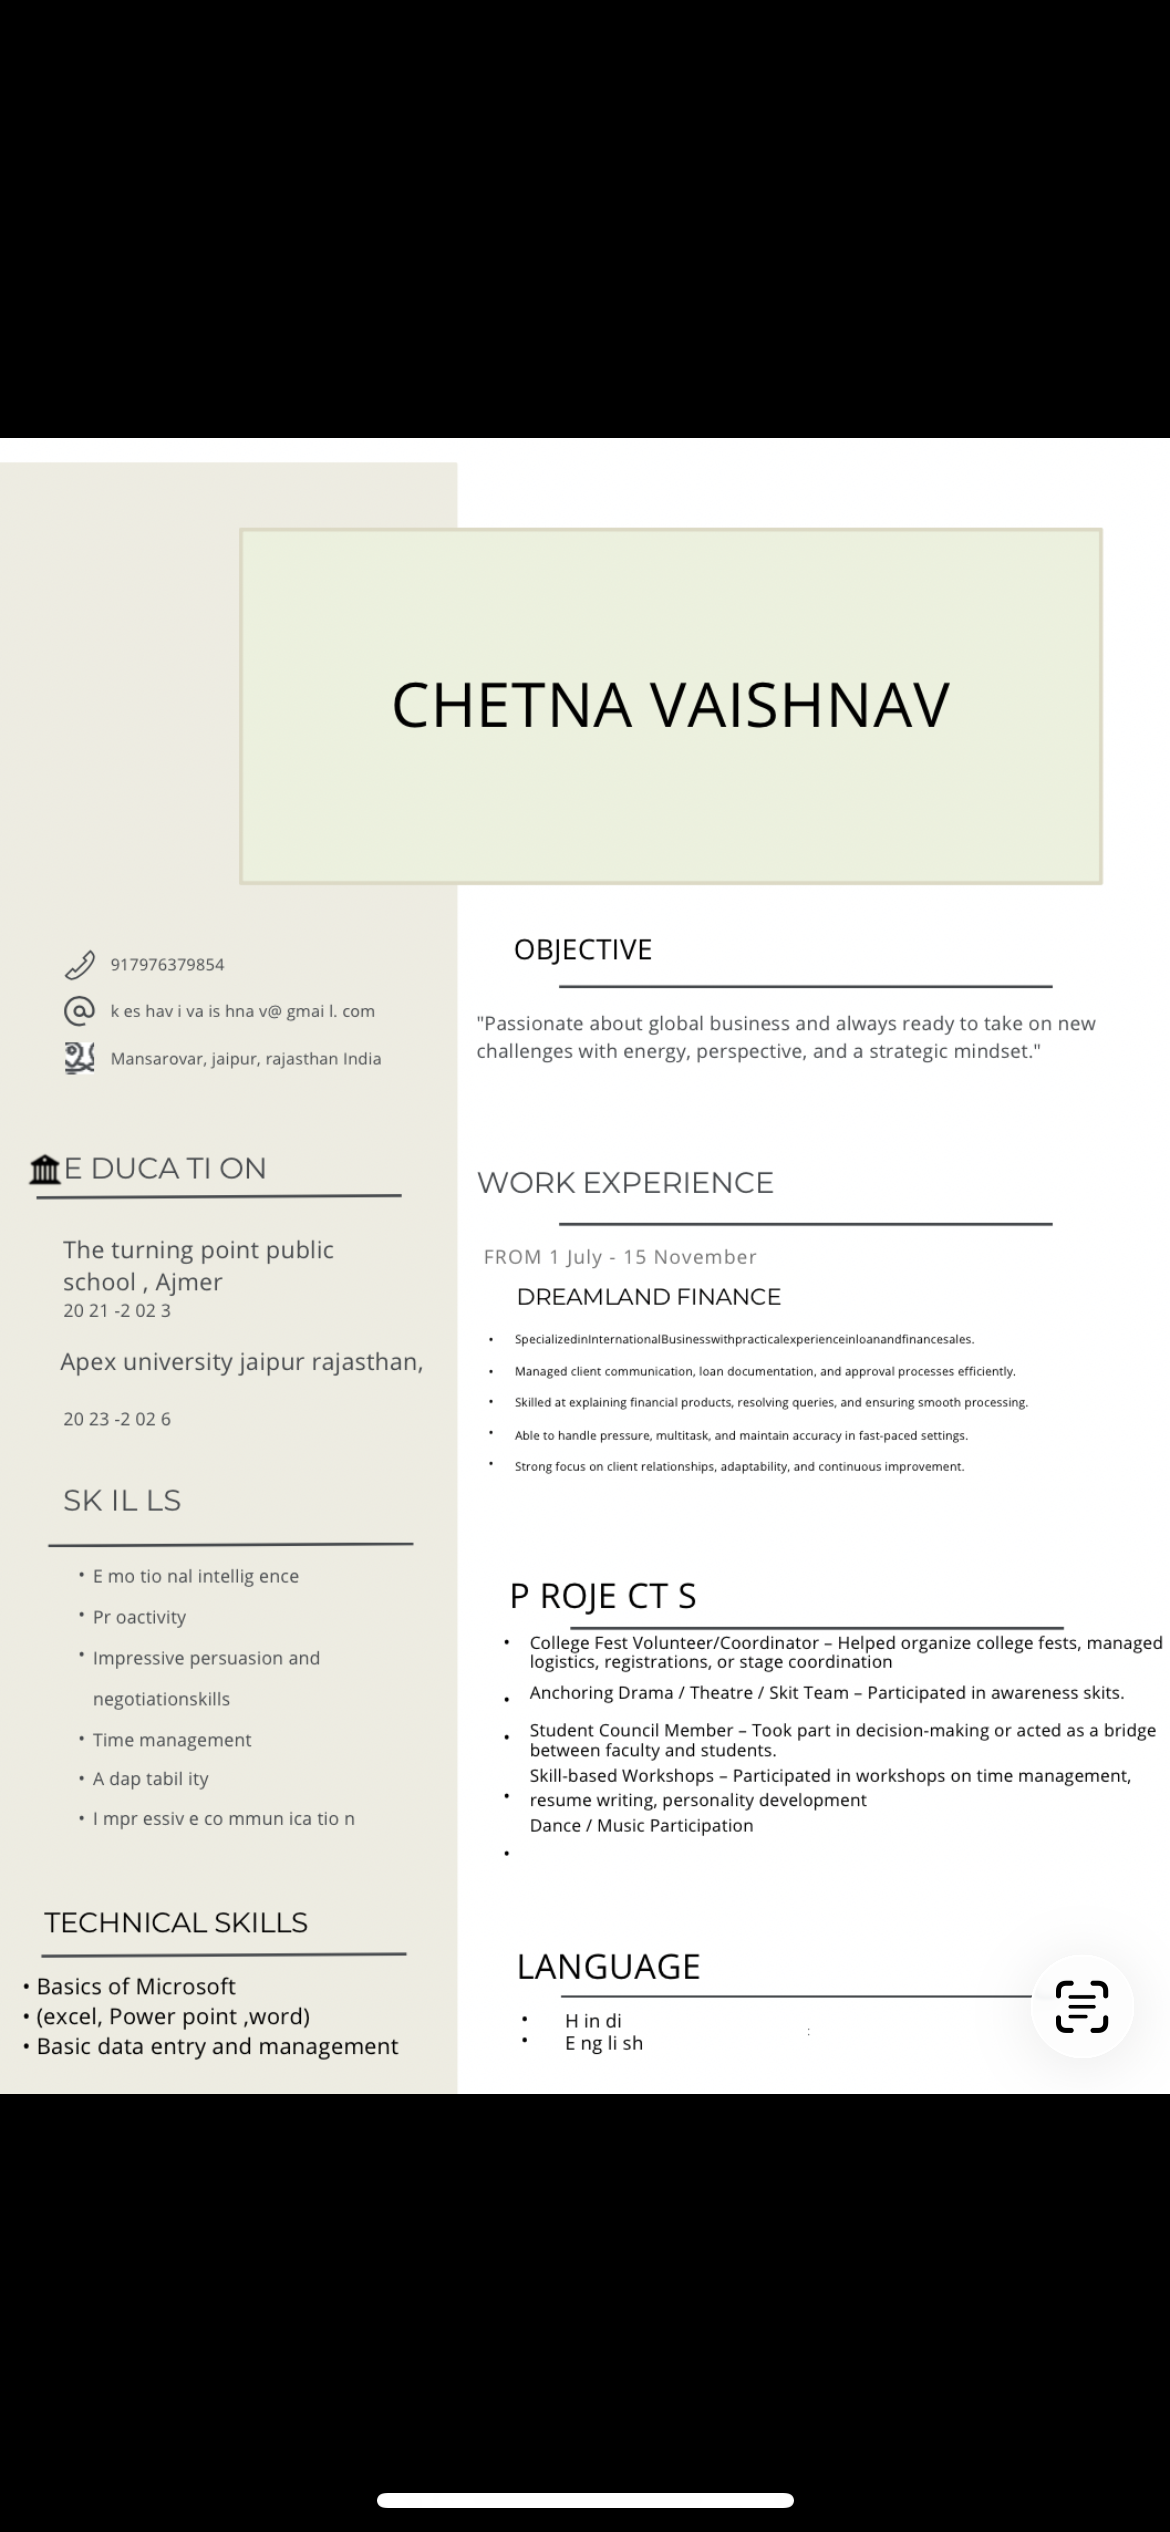 CHETNA VAISHNAV
917976379854
k es hav i va is hna v@ gmai l. com
Mansarovar, jaipur, rajasthan India
E DUCA TI ON
The turning point public
school , Ajmer
20 21 -2 02 3
Apex university jaipur rajasthan,
20 23 -2 02 6
SK IL LS
• E mo tio nal intellig ence
• Pr oactivity
• Impressive persuasion and
negotiationskills
• Time management
• A dap tabil ity
• I mpr essiv e co mmun ica tio n
TECHNICAL SKILLS
• Basics of Microsoft
• (excel, Power point ,word)
• Basic data entry and management
OBJECTIVE
"Passionate about global business and always ready to take on new
challenges with energy, perspective, and a strategic mindset."
WORK EXPERIENCE
FROM 1 July - 15 November
DREAMLAND FINANCE
• SpecializedinInternationalBusinesswithpracticalexperienceinloanandfinancesales.
• Managed client communication, loan documentation, and approval processes efficiently.
• Skilled at explaining financial products, resolving queries, and ensuring smooth processing.
• Able to handle pressure, multitask, and maintain accuracy in fast-paced settings.
• Strong focus on client relationships, adaptability, and continuous improvement.
P ROJE CT S
• College Fest Volunteer/Coordinator – Helped organize college fests, managed
logistics, registrations, or stage coordination
• Anchoring Drama / Theatre / Skit Team – Participated in awareness skits.
• Student Council Member – Took part in decision-making or acted as a bridge
between faculty and students.
Skill-based Workshops – Participated in workshops on time management,
• resume writing, personality development
Dance / Music Participation
•
LANGUAGE
• H in di
• E ng li sh
: